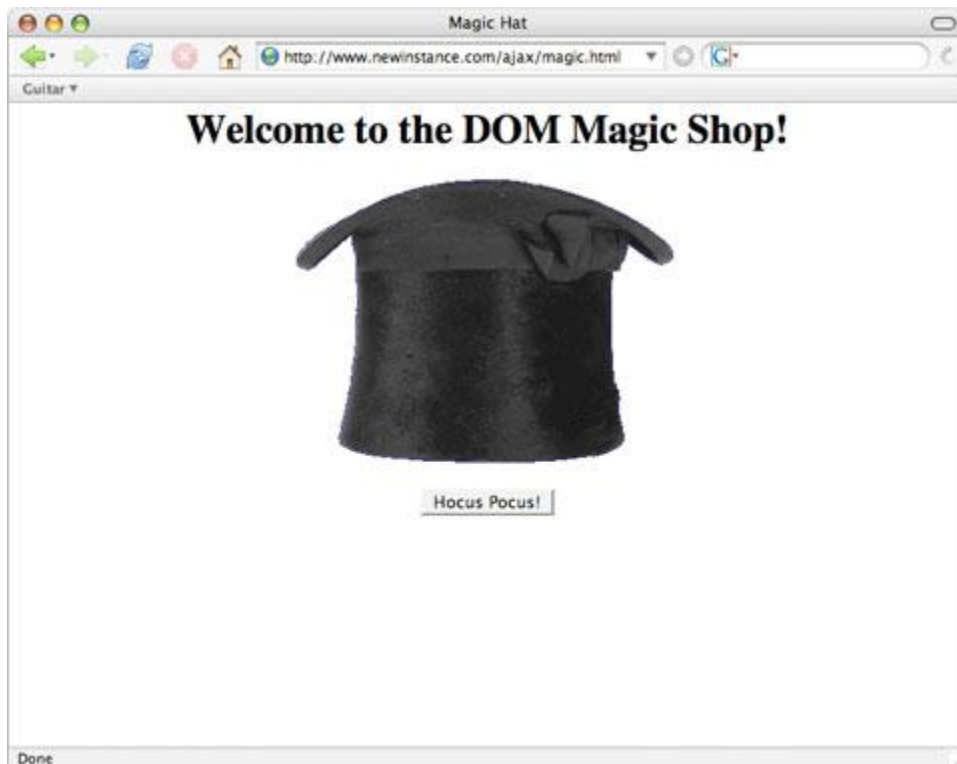 Magic Hat
http://www.newinstance.com/ajax/magic.html
G
Guitar
Welcome to the DOM Magic Shop!
Hocus Pocus!
Done